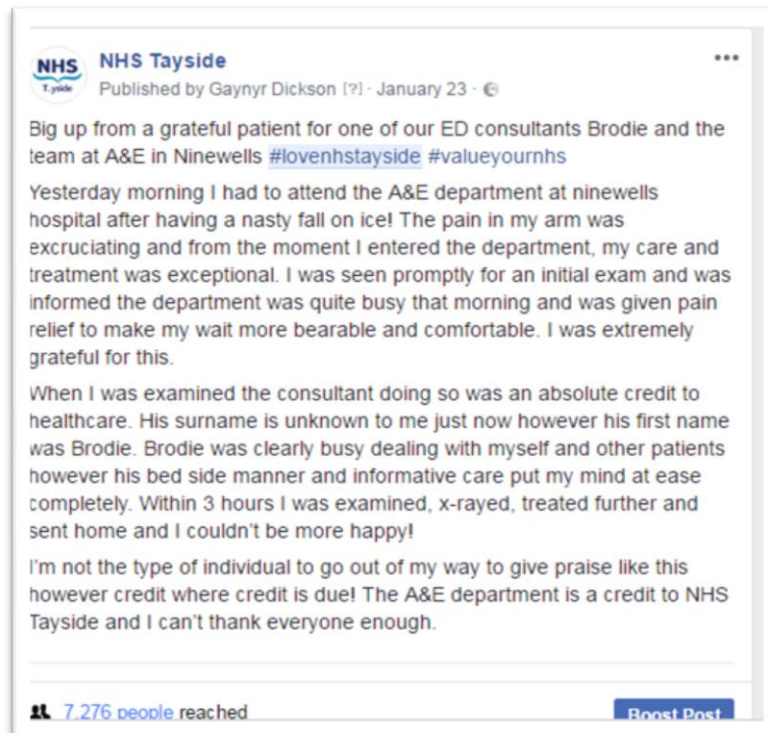 NHS
T.yside
NHS Tayside
Published by Gaynyr Dickson [?] · January 23 ·
Big up from a grateful patient for one of our ED consultants Brodie and the
team at A&E in Ninewells #lovenhstayside #valueyournhs
Yesterday morning I had to attend the A&E department at ninewells
hospital after having a nasty fall on ice! The pain in my arm was
excruciating and from the moment I entered the department, my care and
treatment was exceptional. I was seen promptly for an initial exam and was
informed the department was quite busy that morning and was given pain
relief to make my wait more bearable and comfortable. I was extremely
grateful for this.
When I was examined the consultant doing so was an absolute credit to
healthcare. His surname is unknown to me just now however his first name
was Brodie. Brodie was clearly busy dealing with myself and other patients
however his bed side manner and informative care put my mind at ease
completely. Within 3 hours I was examined, x-rayed, treated further and
sent home and I couldn't be more happy!
I'm not the type of individual to go out of my way to give praise like this
however credit where credit is due! The A&E department is a credit to NHS
Tayside and I can't thank everyone enough.
7,276 people reached
Boost Post